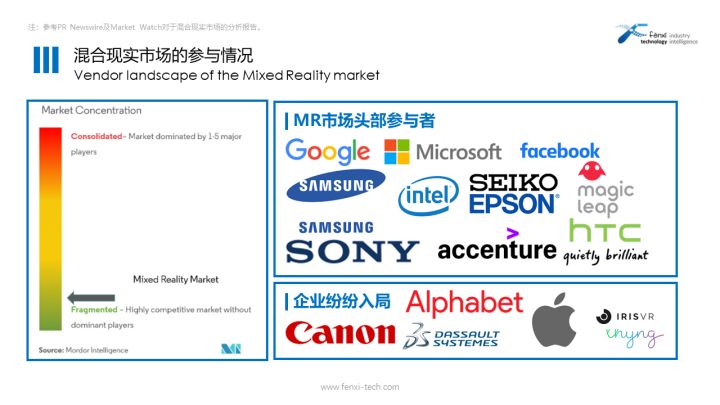 注：参考PR Newswire及Market Watch对于混合现实市场的分析报告。
fenxi industry
technology intelligence
混合现实市场的参与情况
Vendor landscape of the Mixed Reality market
Market Concentration
Consolidated– Market dominated by 1-5 major
players
Mixed Reality Market
Fragmented – Highly competitive market without
dominant players
Source: Mordor Intelligence
MR市场头部参与者
Google Microsoft facebook
SAMSUNG intel SEIKO
EPSON magic
leap
SAMSUNG
SONY accenture hTC
quietly brilliant
企业纷纷入局
Alphabet
Canon DASSAULT
SYSTEMES
IRISVR
www.fenxi-tech.com